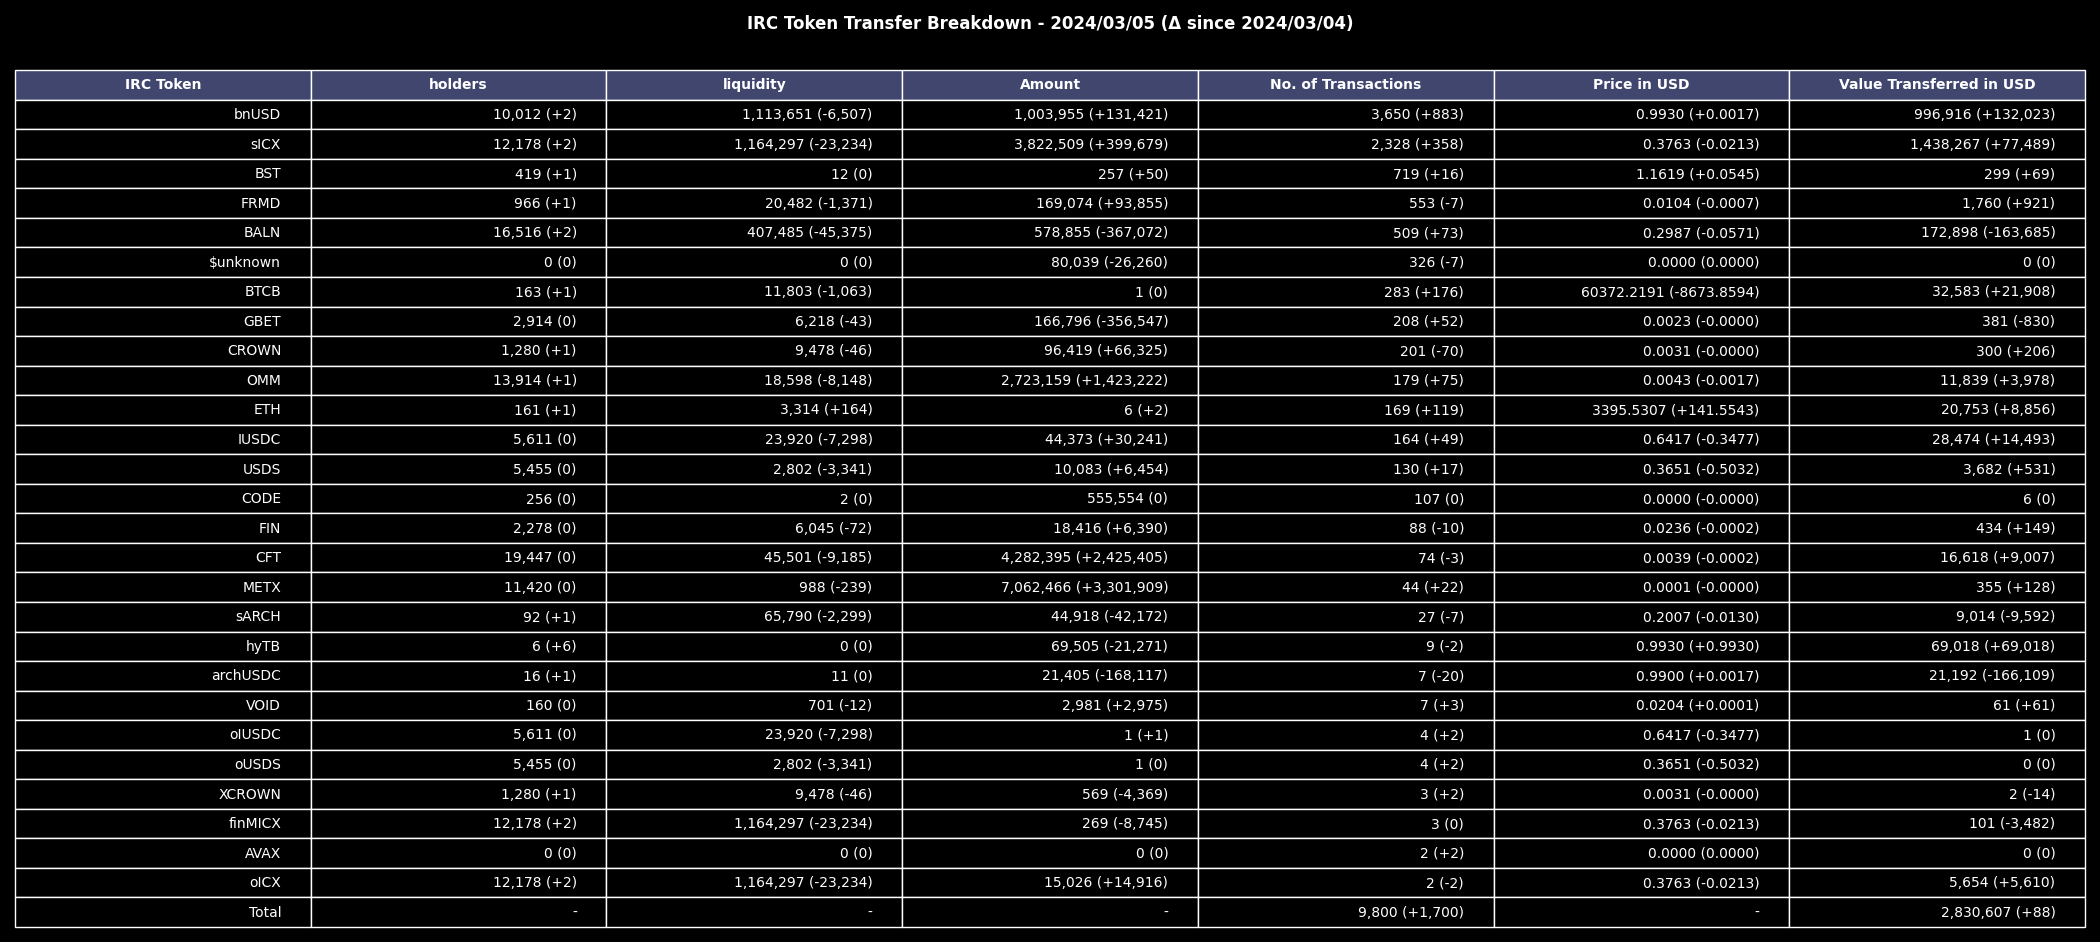 IRC Token Transfer Breakdown - 2024/03/05 (Δ since 2024/03/04)
IRC Token holders liquidity Amount No. of Transactions Price in USD Value Transferred in USD
bnUSD 10,012 (+2) 1,113,651 (-6,507) 1,003,955 (+131,421) 3,650 (+883) 0.9930 (+0.0017) 996,916 (+132,023)
sICX 12,178 (+2) 1,164,297 (-23,234) 3,822,509 (+399,679) 2,328 (+358) 0.3763 (-0.0213) 1,438,267 (+77,489)
BST 419 (+1) 12 (0) 257 (+50) 719 (+16) 1.1619 (+0.0545) 299 (+69)
FRMD 966 (+1) 20,482 (-1,371) 169,074 (+93,855) 553 (-7) 0.0104 (-0.0007) 1,760 (+921)
BALN 16,516 (+2) 407,485 (-45,375) 578,855 (-367,072) 509 (+73) 0.2987 (-0.0571) 172,898 (-163,685)
$unknown 0 (0) 0 (0) 80,039 (-26,260) 326 (-7) 0.0000 (0.0000) 0 (0)
BTCB 163 (+1) 11,803 (-1,063) 1 (0) 283 (+176) 60372.2191 (-8673.8594) 32,583 (+21,908)
GBET 2,914 (0) 6,218 (-43) 166,796 (-356,547) 208 (+52) 0.0023 (-0.0000) 381 (-830)
CROWN 1,280 (+1) 9,478 (-46) 96,419 (+66,325) 201 (-70) 0.0031 (-0.0000) 300 (+206)
OMM 13,914 (+1) 18,598 (-8,148) 2,723,159 (+1,423,222) 179 (+75) 0.0043 (-0.0017) 11,839 (+3,978)
ETH 161 (+1) 3,314 (+164) 6 (+2) 169 (+119) 3395.5307 (+141.5543) 20,753 (+8,856)
IUSDC 5,611 (0) 23,920 (-7,298) 44,373 (+30,241) 164 (+49) 0.6417 (-0.3477) 28,474 (+14,493)
USDS 5,455 (0) 2,802 (-3,341) 10,083 (+6,454) 130 (+17) 0.3651 (-0.5032) 3,682 (+531)
CODE 256 (0) 2 (0) 555,554 (0) 107 (0) 0.0000 (-0.0000) 6 (0)
FIN 2,278 (0) 6,045 (-72) 18,416 (+6,390) 88 (-10) 0.0236 (-0.0002) 434 (+149)
CFT 19,447 (0) 45,501 (-9,185) 4,282,395 (+2,425,405) 74 (-3) 0.0039 (-0.0002) 16,618 (+9,007)
METX 11,420 (0) 988 (-239) 7,062,466 (+3,301,909) 44 (+22) 0.0001 (-0.0000) 355 (+128)
sARCH 92 (+1) 65,790 (-2,299) 44,918 (-42,172) 27 (-7) 0.2007 (-0.0130) 9,014 (-9,592)
hyTB 6 (+6) 0 (0) 69,505 (-21,271) 9 (-2) 0.9930 (+0.9930) 69,018 (+69,018)
archUSDC 16 (+1) 11 (0) 21,405 (-168,117) 7 (-20) 0.9900 (+0.0017) 21,192 (-166,109)
VOID 160 (0) 701 (-12) 2,981 (+2,975) 7 (+3) 0.0204 (+0.0001) 61 (+61)
oIUSDC 5,611 (0) 23,920 (-7,298) 1 (+1) 4 (+2) 0.6417 (-0.3477) 1 (0)
oUSDS 5,455 (0) 2,802 (-3,341) 1 (0) 4 (+2) 0.3651 (-0.5032) 0 (0)
XCROWN 1,280 (+1) 9,478 (-46) 569 (-4,369) 3 (+2) 0.0031 (-0.0000) 2 (-14)
finMICX 12,178 (+2) 1,164,297 (-23,234) 269 (-8,745) 3 (0) 0.3763 (-0.0213) 101 (-3,482)
AVAX 0 (0) 0 (0) 0 (0) 2 (+2) 0.0000 (0.0000) 0 (0)
oICX 12,178 (+2) 1,164,297 (-23,234) 15,026 (+14,916) 2 (-2) 0.3763 (-0.0213) 5,654 (+5,610)
Total - - - 9,800 (+1,700) - 2,830,607 (+88)